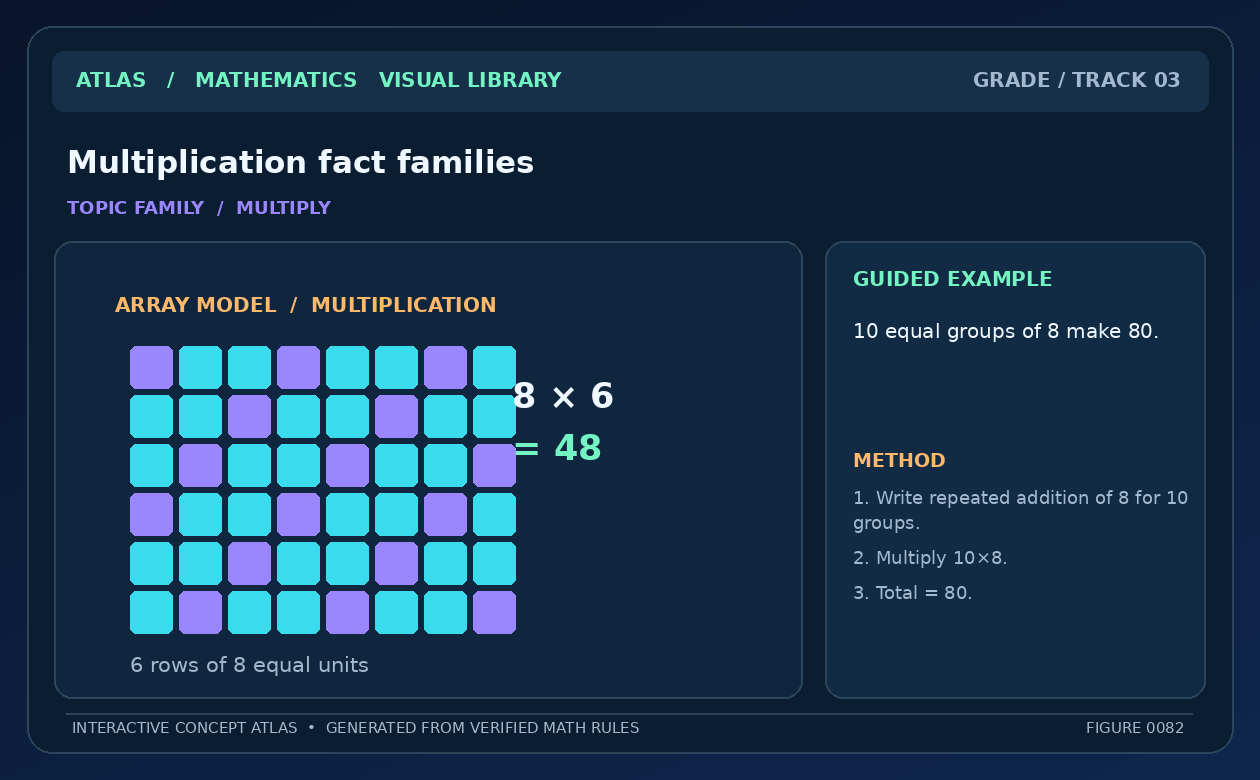 ATLAS / MATHEMATICS VISUAL LIBRARY
GRADE / TRACK 03
Multiplication fact families
TOPIC FAMILY / MULTIPLY
ARRAY MODEL / MULTIPLICATION
8 × 6
= 48
6 rows of 8 equal units
GUIDED EXAMPLE
10 equal groups of 8 make 80.
METHOD
1. Write repeated addition of 8 for 10
groups.
2. Multiply 10×8.
3. Total = 80.
INTERACTIVE CONCEPT ATLAS • GENERATED FROM VERIFIED MATH RULES
FIGURE 0082